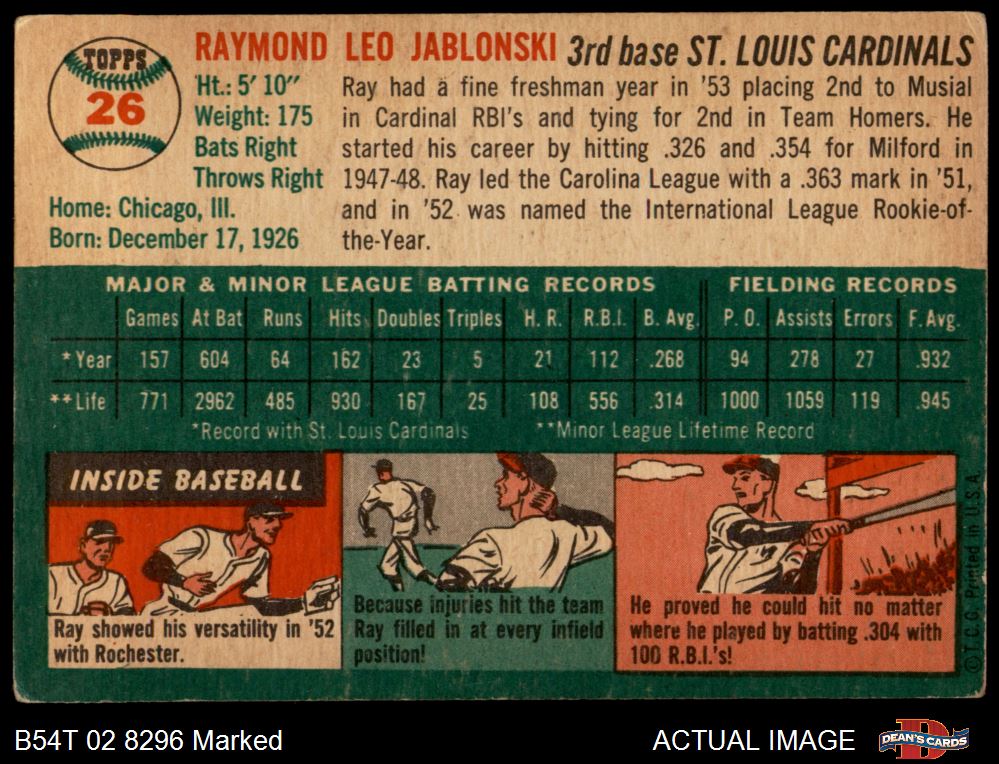 TOPPS
26
RAYMOND LEO JABLONSKI 3rd base ST. LOUIS CARDINALS
Ht.: 5' 10"
Weight: 175
Bats Right
Throws Right
Home: Chicago, Ill.
Born: December 17, 1926
Ray had a fine freshman year in '53 placing 2nd to Musial
in Cardinal RBI's and tying for 2nd in Team Homers. He
started his career by hitting .326 and .354 for Milford in
1947-48. Ray led the Carolina League with a .363 mark in '51,
and in '52 was named the International League Rookie-of-
the-Year.
MAJOR & MINOR LEAGUE BATTING RECORDS FIELDING RECORDS
Games At Bat Runs Hits Doubles Triples H. R. R.B.I. B. Avg. P. O. Assists Errors F. Avg.
*Year 157 604 64 162 23 5 21 112 .268 94 278 27 .932
**Life 771 2962 485 930 167 25 108 556 .314 1000 1059 119 .945
*Record with St. Louis Cardinals **Minor League Lifetime Record
INSIDE BASEBALL
Ray showed his versatility in '52
with Rochester.
Because injuries hit the team
Ray filled in at every infield
position!
He proved he could hit no matter
where he played by batting .304 with
100 R.B.I.'s!
© T.C.G. Printed in U.S.A.
B54T 02 8296 Marked
ACTUAL IMAGE
D
DEAN'S CARDS